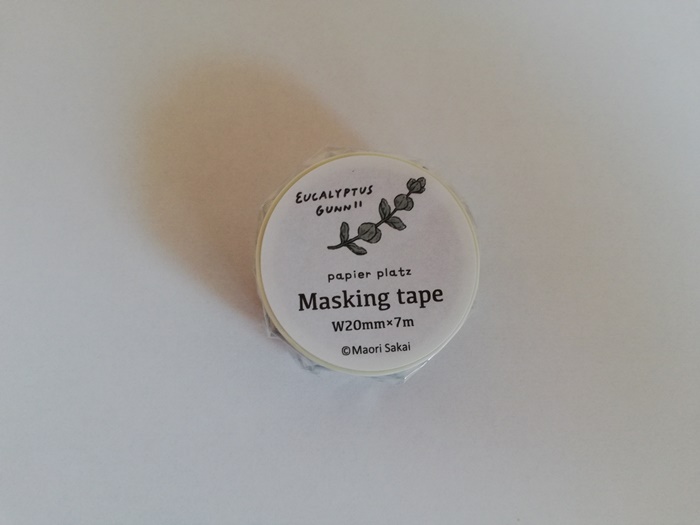 EUCALYPTUS
GUNNII
papier platz
Masking tape
W20mm×7m
©Maori Sakai